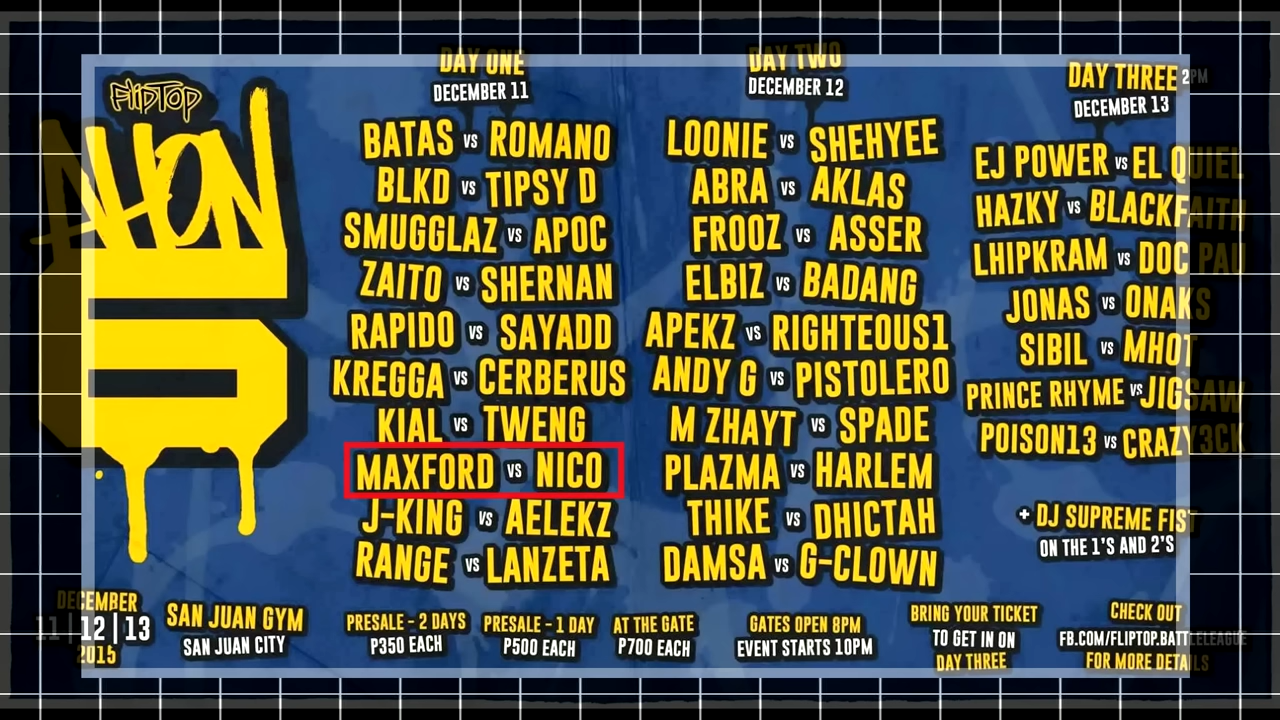 FLIPTOP
AHON
DECEMBER
11 | 12 | 13
2015
DAY ONE
DECEMBER 11
BATAS VS ROMANO
BLKD VS TIPSY D
SMUGGLAZ VS APOC
ZAITO VS SHERNAN
RAPIDO VS SAYADD
KREGGA VS CERBERUS
KIAL VS TWENG
MAXFORD VS NICO
J-KING VS AELEKZ
RANGE VS LANZETA
DAY TWO
DECEMBER 12
LOONIE VS SHEHYEE
ABRA VS AKLAS
FROOZ VS ASSER
ELBIZ VS BADANG
APEKZ VS RIGHTEOUS1
ANDY G VS PISTOLERO
M ZHAYT VS SPADE
PLAZMA VS HARLEM
THIKE VS DHICTAH
DAMSA VS G-CLOWN
DAY THREE 2PM
DECEMBER 13
EJ POWER VS EL QUIEL
HAZKY VS BLACKFAITH
LHIPKRAM VS DOC PAU
JONAS VS ONAKS
SIBIL VS MHOT
PRINCE RHYME VS JIGSAW
POISON13 VS CRAZY3CK
+ DJ SUPREME FIST
ON THE 1'S AND 2'S
SAN JUAN GYM
SAN JUAN CITY
PRESALE - 2 DAYS
P350 EACH
PRESALE - 1 DAY
P500 EACH
AT THE GATE
P700 EACH
GATES OPEN 8PM
EVENT STARTS 10PM
BRING YOUR TICKET
TO GET IN ON
DAY THREE
CHECK OUT
FB.COM/FLIPTOP.BATTLELEAGUE
FOR MORE DETAILS